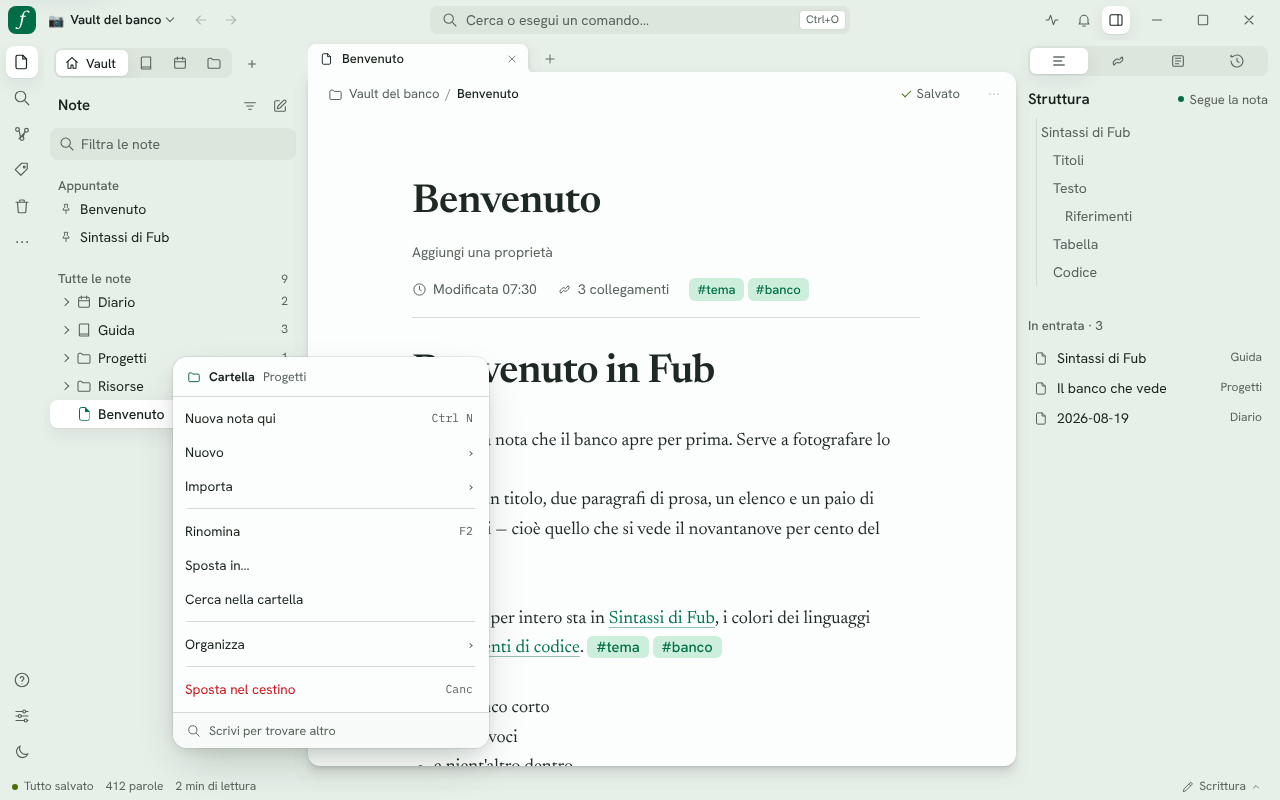 Vault del banco
Cerca o esegui un comando…
Ctrl+O
Vault
Note
Filtra le note
Appuntate
Benvenuto
Sintassi di Fub
Tutte le note 9
Diario 2
Guida 3
Progetti 1
Risorse
Benvenuto
Cartella Progetti
Nuova nota qui Ctrl N
Nuovo
Importa
Rinomina F2
Sposta in…
Cerca nella cartella
Organizza
Sposta nel cestino Canc
Scrivi per trovare altro
Benvenuto
Vault del banco / Benvenuto
Salvato
Benvenuto
Aggiungi una proprietà
Modificata 07:30 3 collegamenti #tema #banco
venuto in Fub
nota che il banco apre per prima. Serve a fotografare lo
n titolo, due paragrafi di prosa, un elenco e un paio di
i — cioè quello che si vede il novantanove per cento del
per intero sta in Sintassi di Fub, i colori dei linguaggi
nti di codice. #tema #banco
nco corto
voci
e nient'altro dentro
Struttura
Segue la nota
Sintassi di Fub
Titoli
Testo
Riferimenti
Tabella
Codice
In entrata · 3
Sintassi di Fub Guida
Il banco che vede Progetti
2026-08-19 Diario
Tutto salvato 412 parole 2 min di lettura
Scrittura